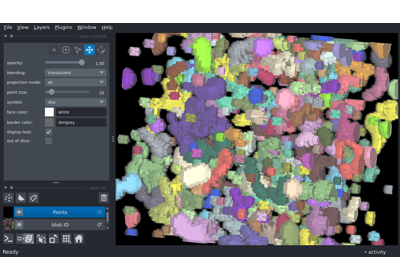 File View Layers Plugins Window Help
opacity: 1.00
blending: translucent
projection mode: all
point size: 10
symbol: disc
face color: white
border color: dimgrey
display text:
out of slice:
Points
blob ID
Ready
activity